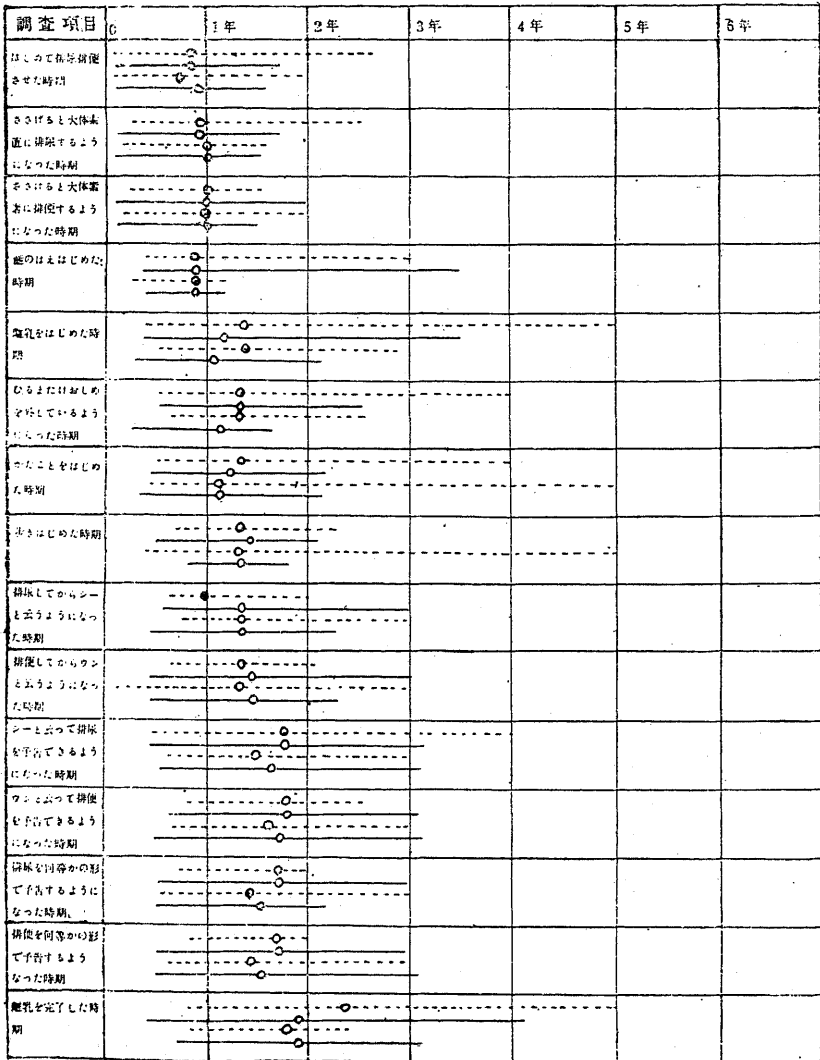 調査項目
0
1年
2年
3年
4年
5年
6年
はじめて排尿排便
させた時期
ささげると大体素
直に排尿するよう
になった時期
ささげると大体素
直に排便するよう
になった時期
歯のはえはじめた
時期
離乳をはじめた時
期
ひるまだけおしめ
を外しているよう
になった時期
かたことをはじめ
た時期
歩きはじめた時期
排尿してからシー
と云うようになっ
た時期
排便してからウン
と云うようになっ
た時期
シーと云って排尿
を予告できるよう
になった時期
ウンと云って排便
を予告できるよう
になった時期
排尿を何等かの形
で予告するように
なった時期
排便を何等かの形
で予告するよう
なった時期
離乳を完了した時
期